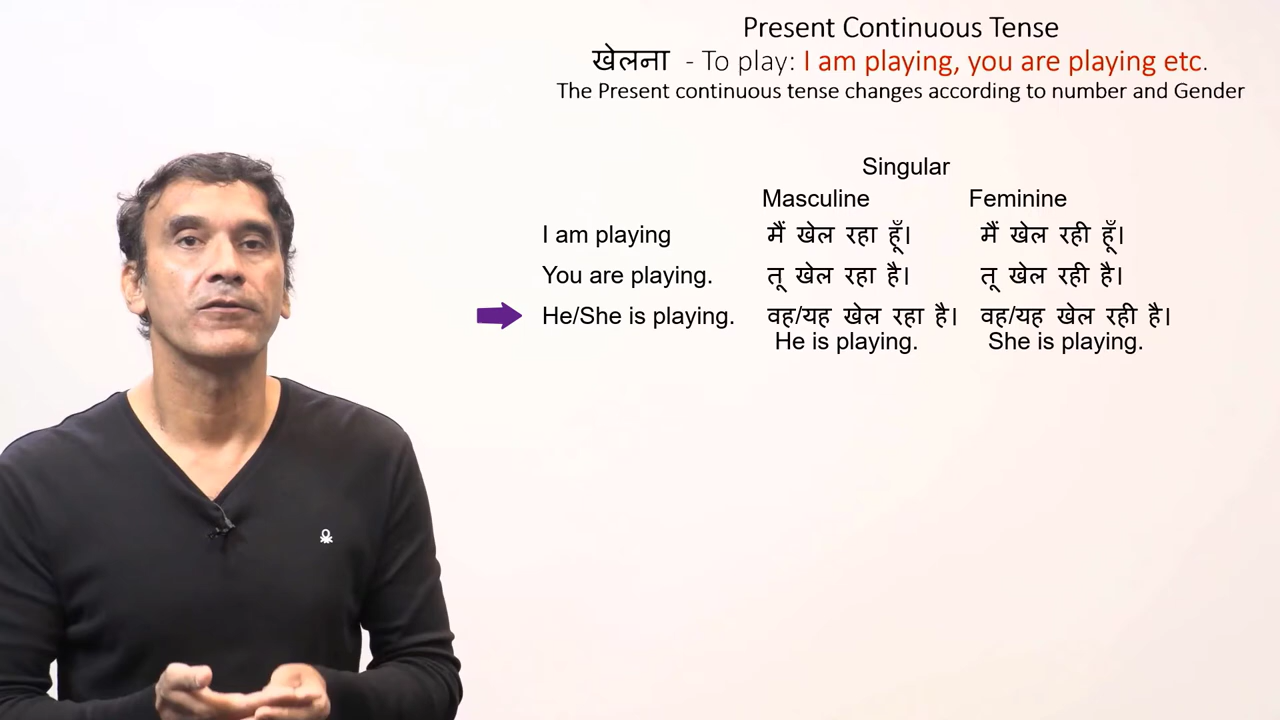 Present Continuous Tense
खेलना - To play: I am playing, you are playing etc.
The Present continuous tense changes according to number and Gender
Singular
Masculine Feminine
I am playing मैं खेल रहा हूँ। मैं खेल रही हूँ।
You are playing. तू खेल रहा है। तू खेल रही है।
He/She is playing. वह/यह खेल रहा है। वह/यह खेल रही है।
He is playing. She is playing.